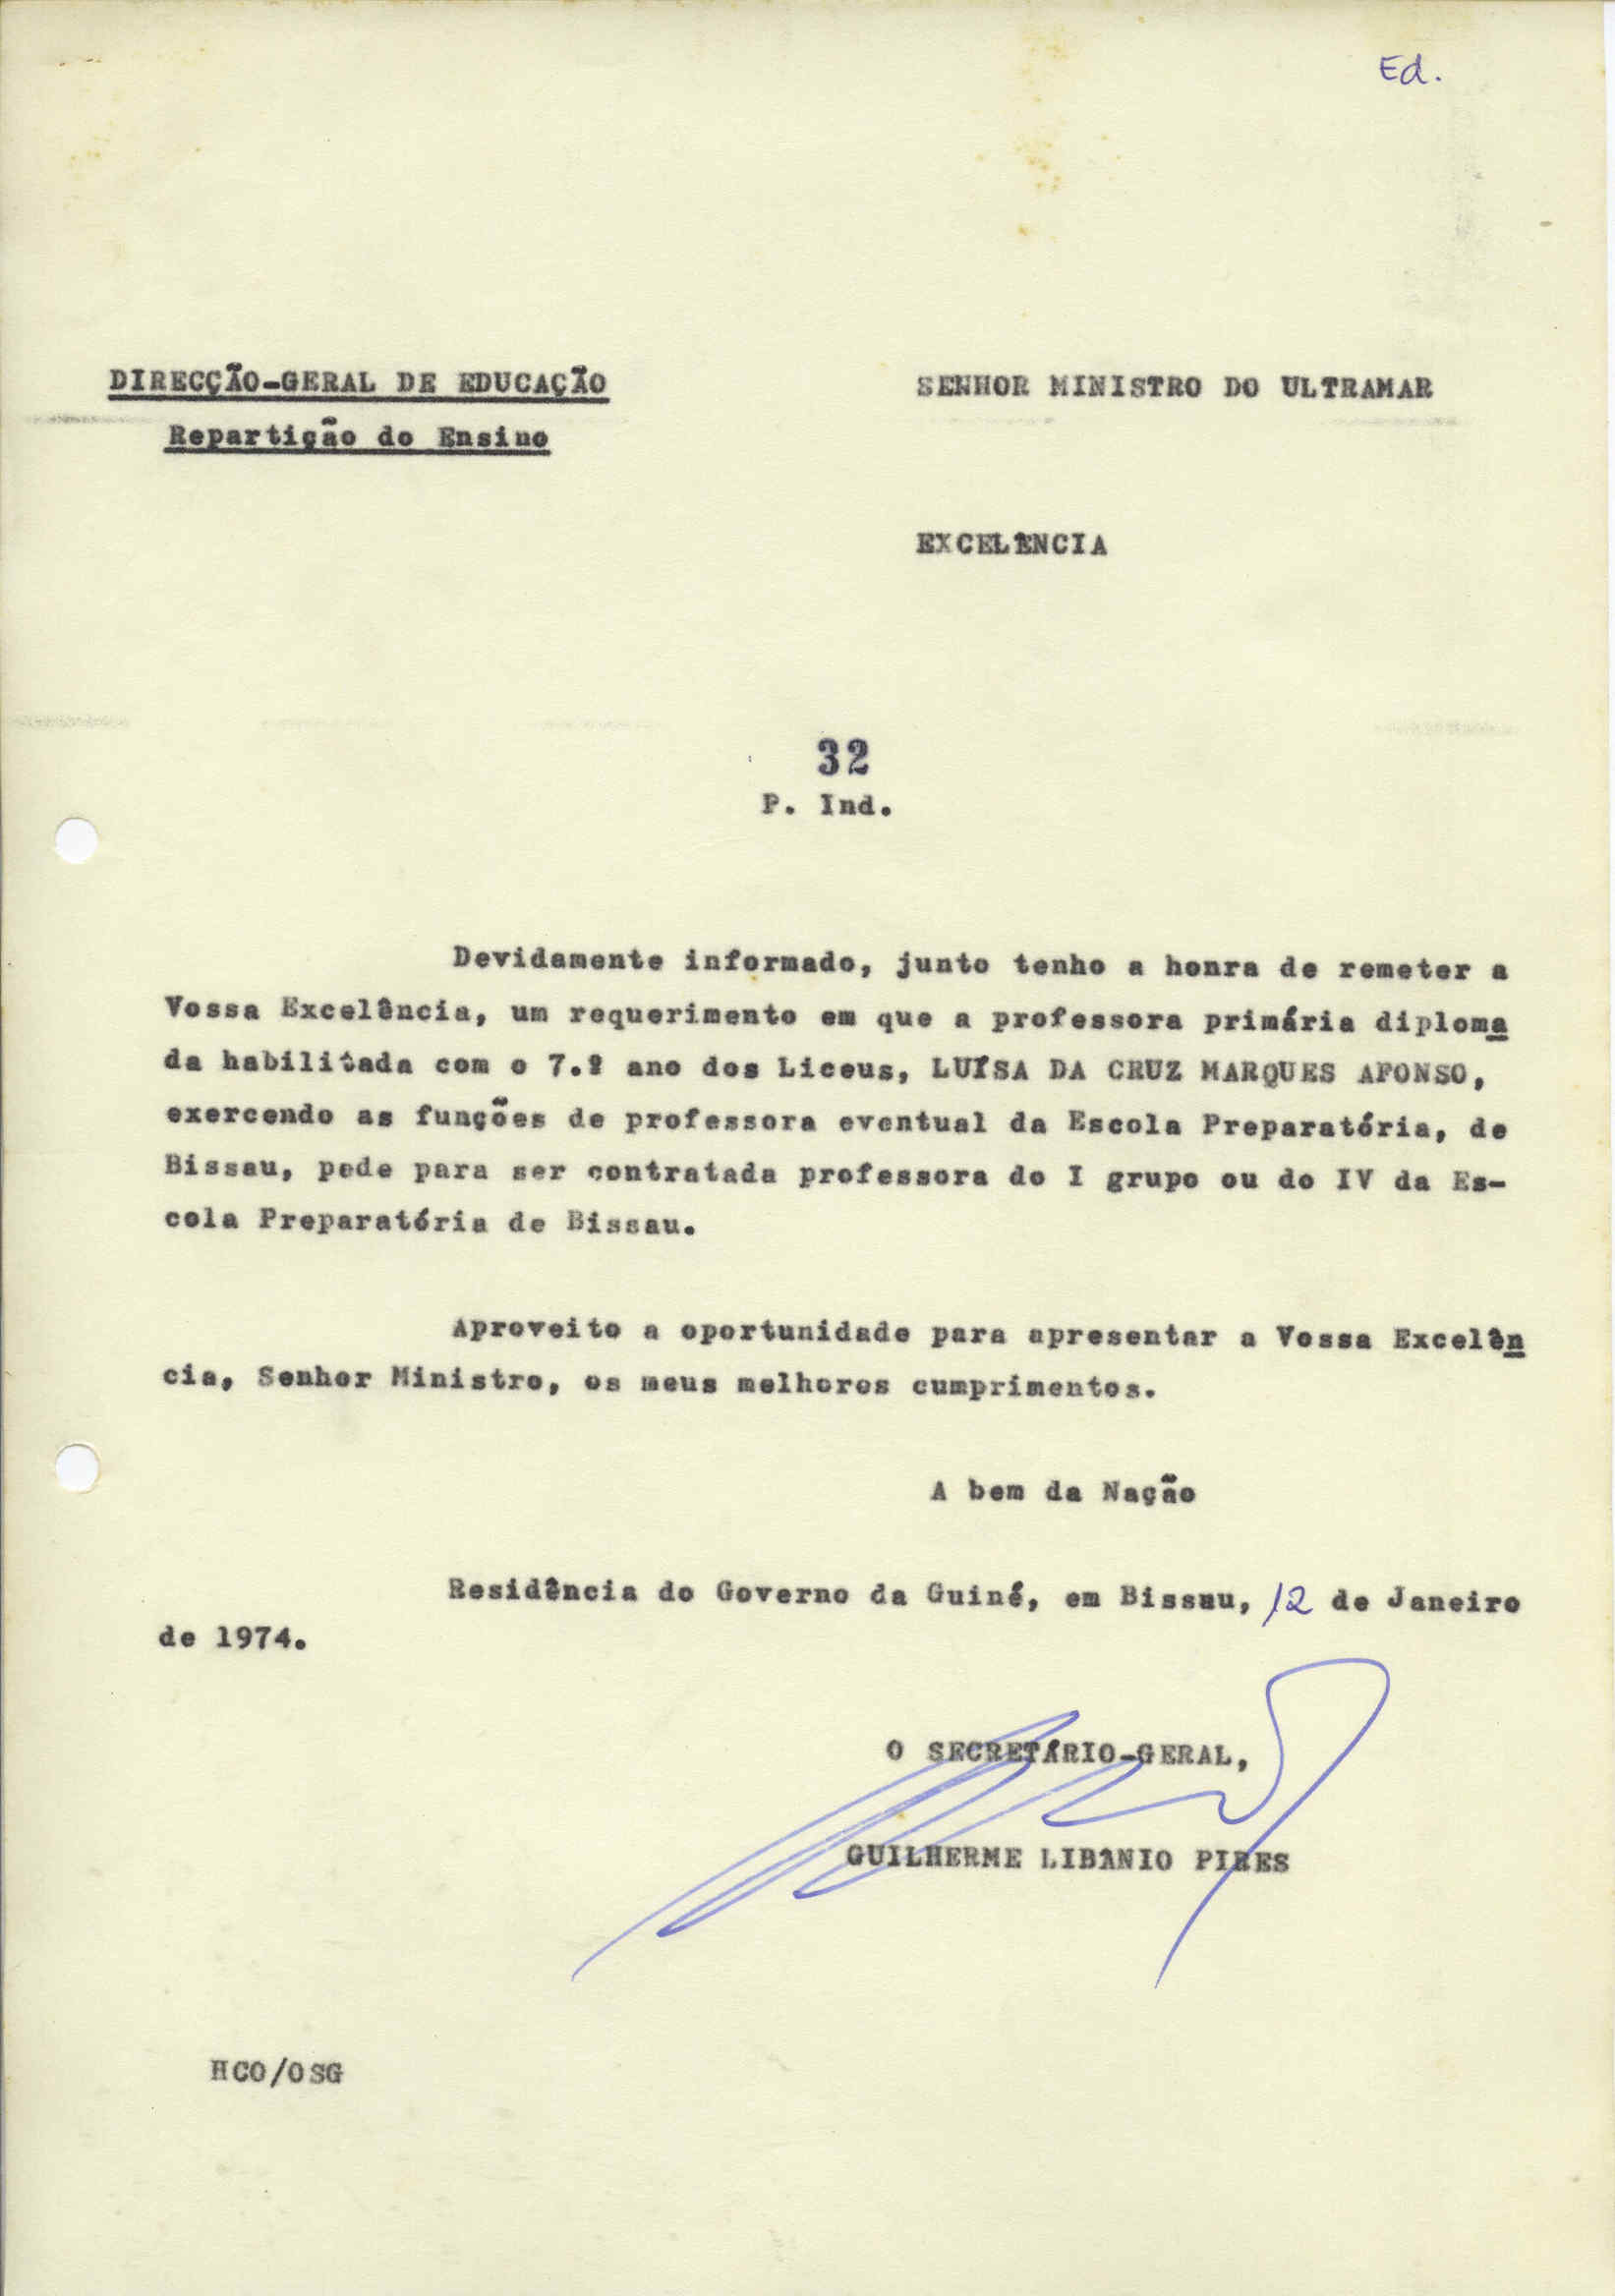 Ed.
DIRECÇÃO-GERAL DE EDUCAÇÃO
SENHOR MINISTRO DO ULTRAMAR
Repartição do Ensino
EXCELÊNCIA
32
P. Ind.
Devidamente informado, junto tenho a honra de remeter a
Vossa Excelência, um requerimento em que a professora primária diploma
da habilitada com o 7.º ano dos Liceus, LUÍSA DA CRUZ MARQUES AFONSO,
exercendo as funções de professora eventual da Escola Preparatória, de
Bissau, pede para ser contratada professora do I grupo ou do IV da Es-
cola Preparatória de Bissau.
Aproveito a oportunidade para apresentar a Vossa Excelên
cia, Senhor Ministro, os meus melhores cumprimentos.
A bem da Nação
Residência do Governo da Guiné, em Bissau, 12 de Janeiro
de 1974.
O SECRETÁRIO-GERAL,
GUILHERME LIBÂNIO PIRES
HCO/OSG